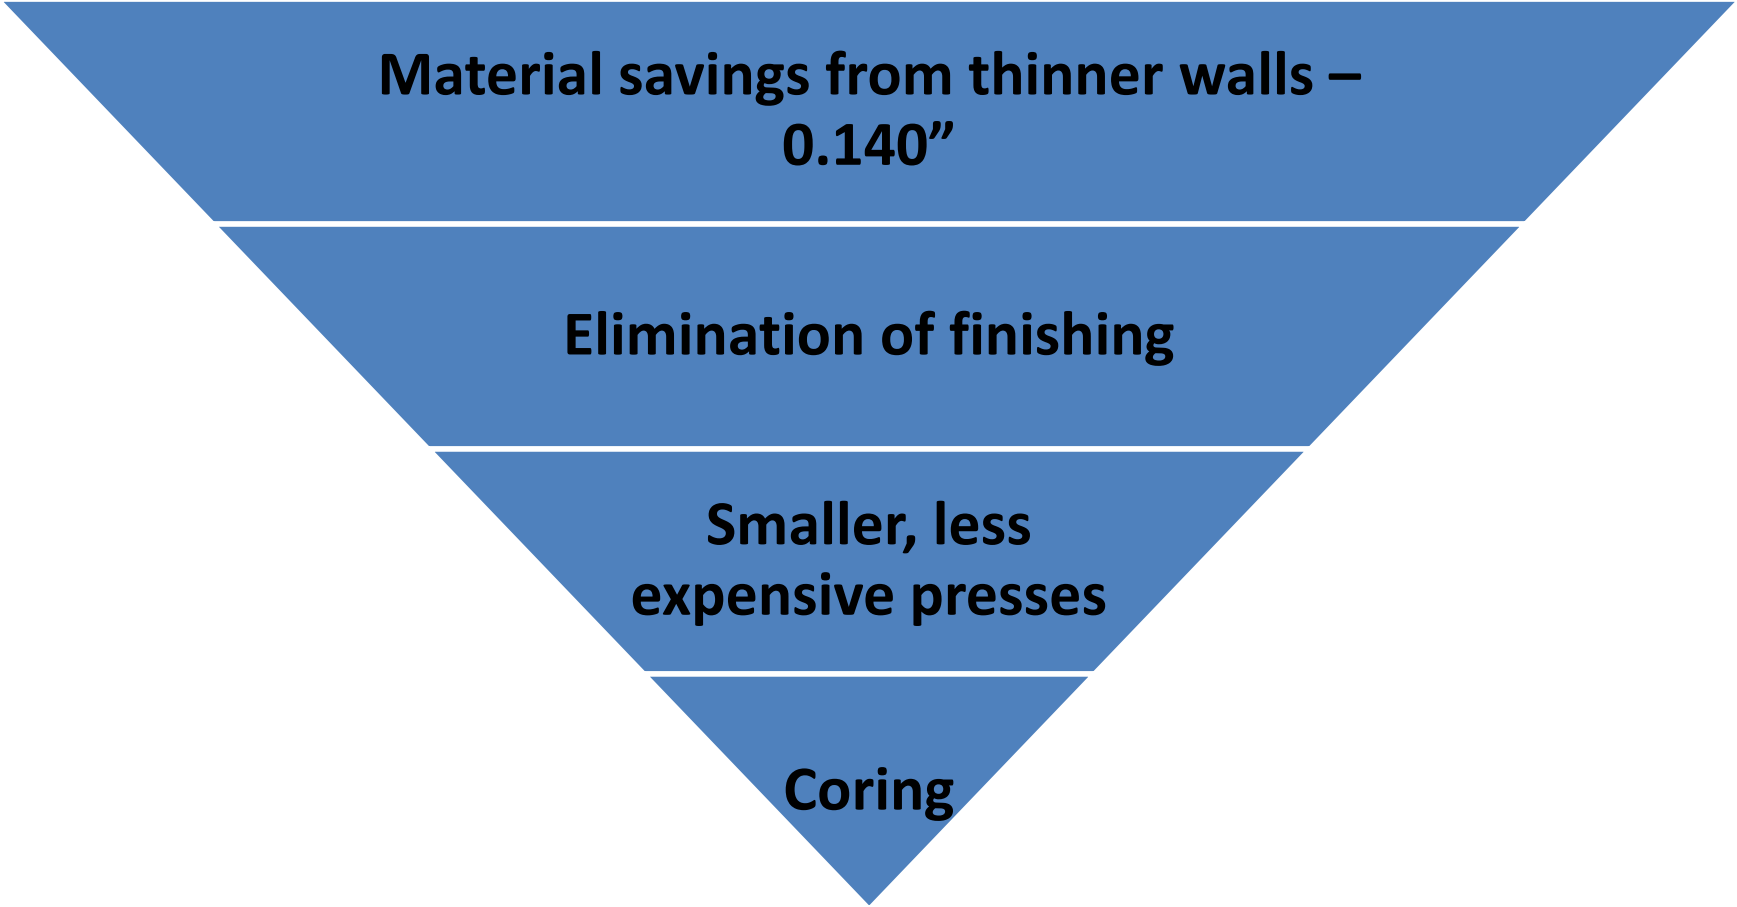 Material savings from thinner walls –
0.140”
Elimination of finishing
Smaller, less
expensive presses
Coring